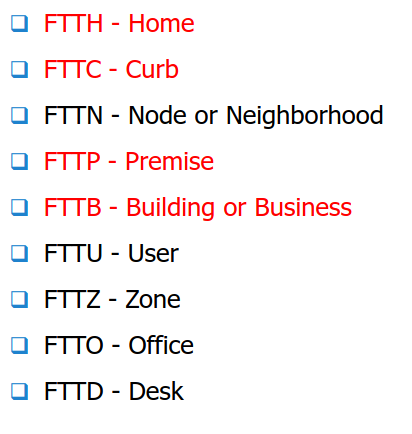 ❑ FTTH - Home
❑ FTTC - Curb
❑ FTTN - Node or Neighborhood
❑ FTTP - Premise
❑ FTTB - Building or Business
❑ FTTU - User
❑ FTTZ - Zone
❑ FTTO - Office
❑ FTTD - Desk